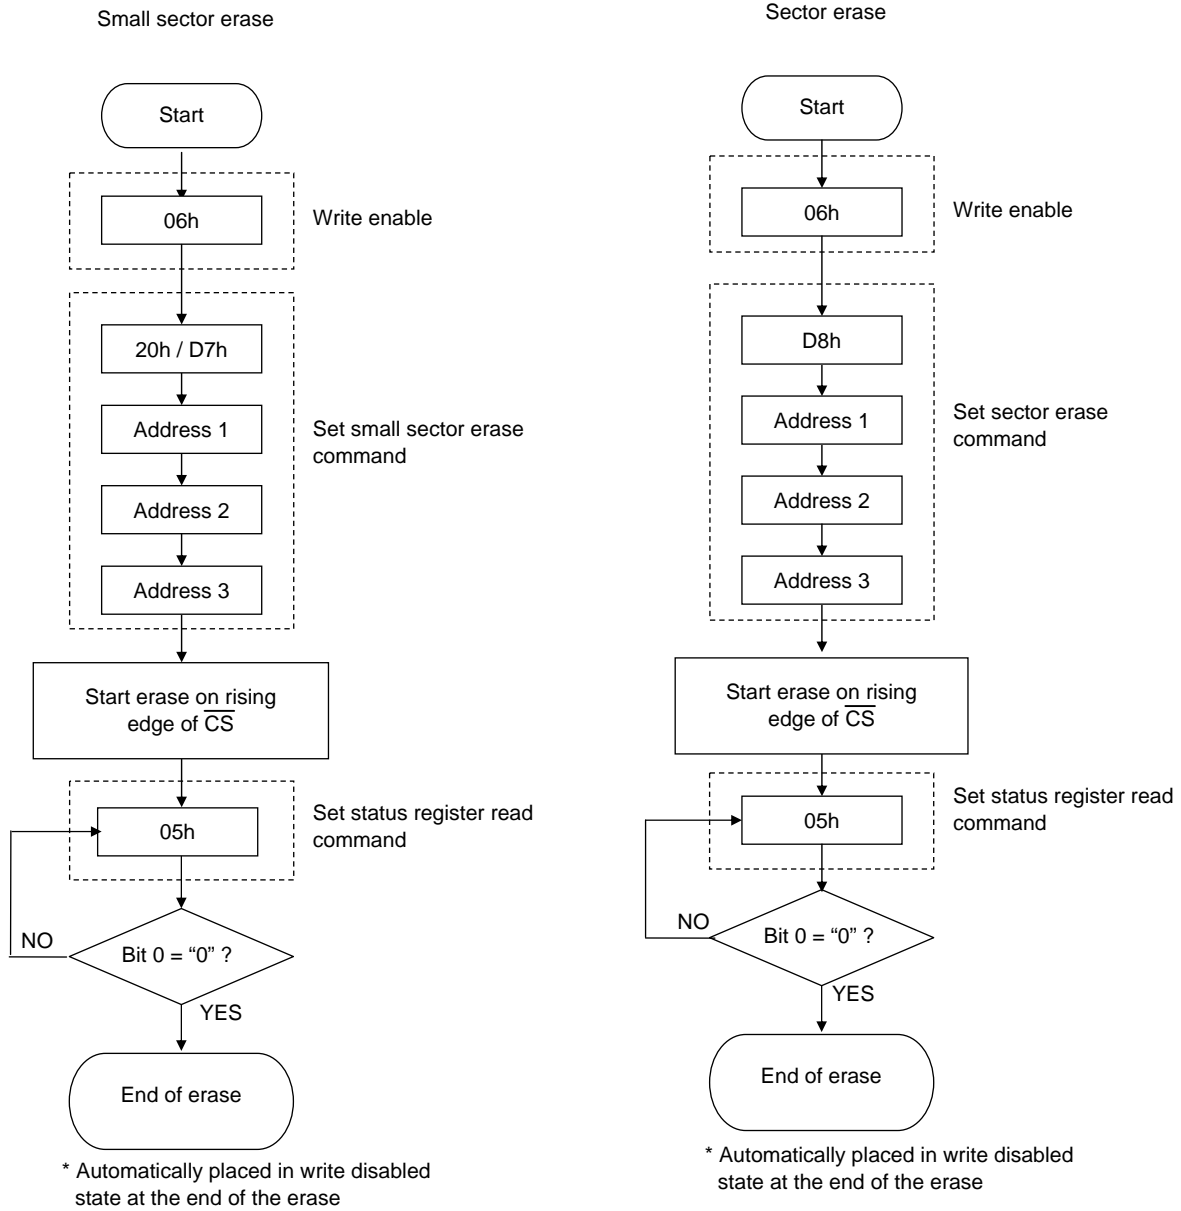 Small sector erase
Start
06h
Write enable
20h / D7h
Address 1
Set small sector erase
command
Address 2
Address 3
Start erase on rising
edge of C̅S̅
05h
Set status register read
command
NO
Bit 0 = “0” ?
YES
End of erase
* Automatically placed in write disabled
state at the end of the erase
Sector erase
Start
06h
Write enable
D8h
Address 1
Set sector erase
command
Address 2
Address 3
Start erase on rising
edge of C̅S̅
05h
Set status register read
command
NO
Bit 0 = “0” ?
YES
End of erase
* Automatically placed in write disabled
state at the end of the erase